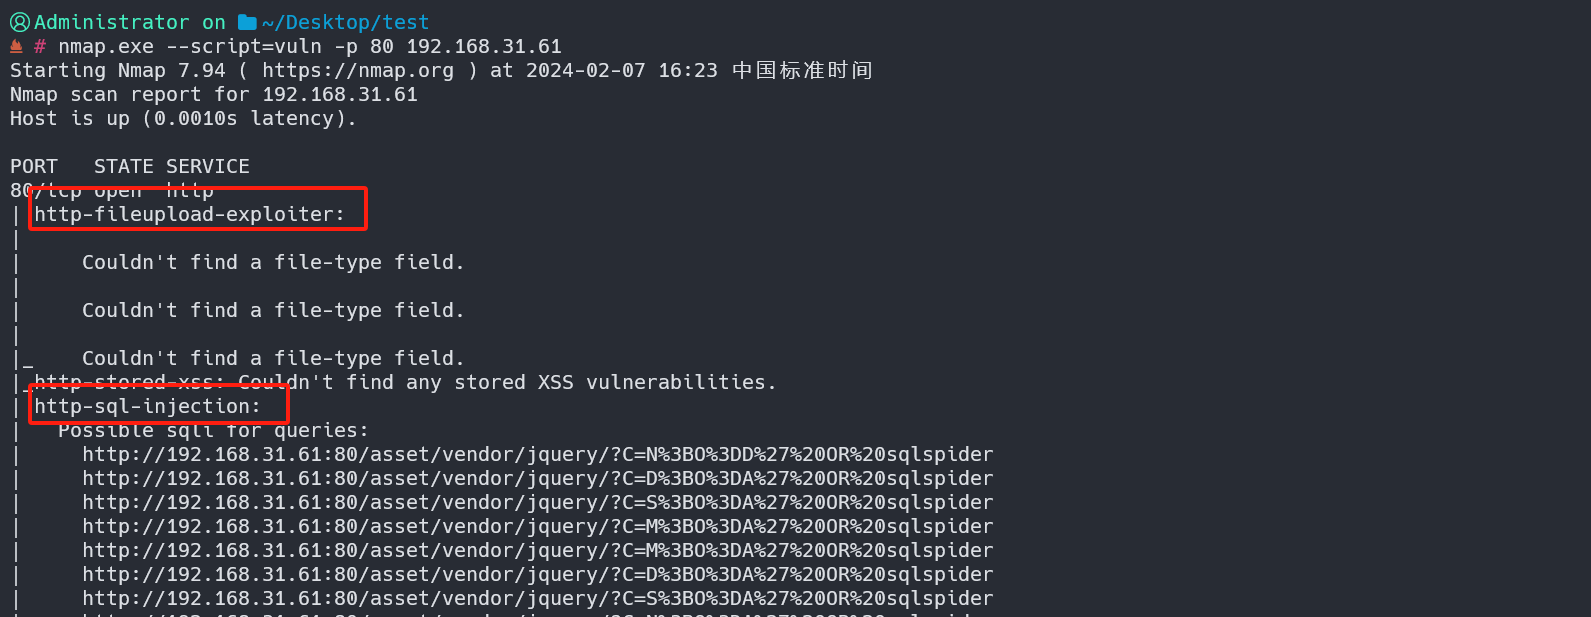 Administrator on ~/Desktop/test
# nmap.exe --script=vuln -p 80 192.168.31.61
Starting Nmap 7.94 ( https://nmap.org ) at 2024-02-07 16:23 中国标准时间
Nmap scan report for 192.168.31.61
Host is up (0.0010s latency).
PORT   STATE SERVICE
80/tcp open  http
| http-fileupload-exploiter:
|
|     Couldn't find a file-type field.
|
|     Couldn't find a file-type field.
|
|_    Couldn't find a file-type field.
|_http-stored-xss: Couldn't find any stored XSS vulnerabilities.
| http-sql-injection:
|   Possible sqli for queries:
|     http://192.168.31.61:80/asset/vendor/jquery/?C=N%3BO%3DD%27%20OR%20sqlspider
|     http://192.168.31.61:80/asset/vendor/jquery/?C=D%3BO%3DA%27%20OR%20sqlspider
|     http://192.168.31.61:80/asset/vendor/jquery/?C=S%3BO%3DA%27%20OR%20sqlspider
|     http://192.168.31.61:80/asset/vendor/jquery/?C=M%3BO%3DA%27%20OR%20sqlspider
|     http://192.168.31.61:80/asset/vendor/jquery/?C=M%3BO%3DA%27%20OR%20sqlspider
|     http://192.168.31.61:80/asset/vendor/jquery/?C=D%3BO%3DA%27%20OR%20sqlspider
|     http://192.168.31.61:80/asset/vendor/jquery/?C=S%3BO%3DA%27%20OR%20sqlspider